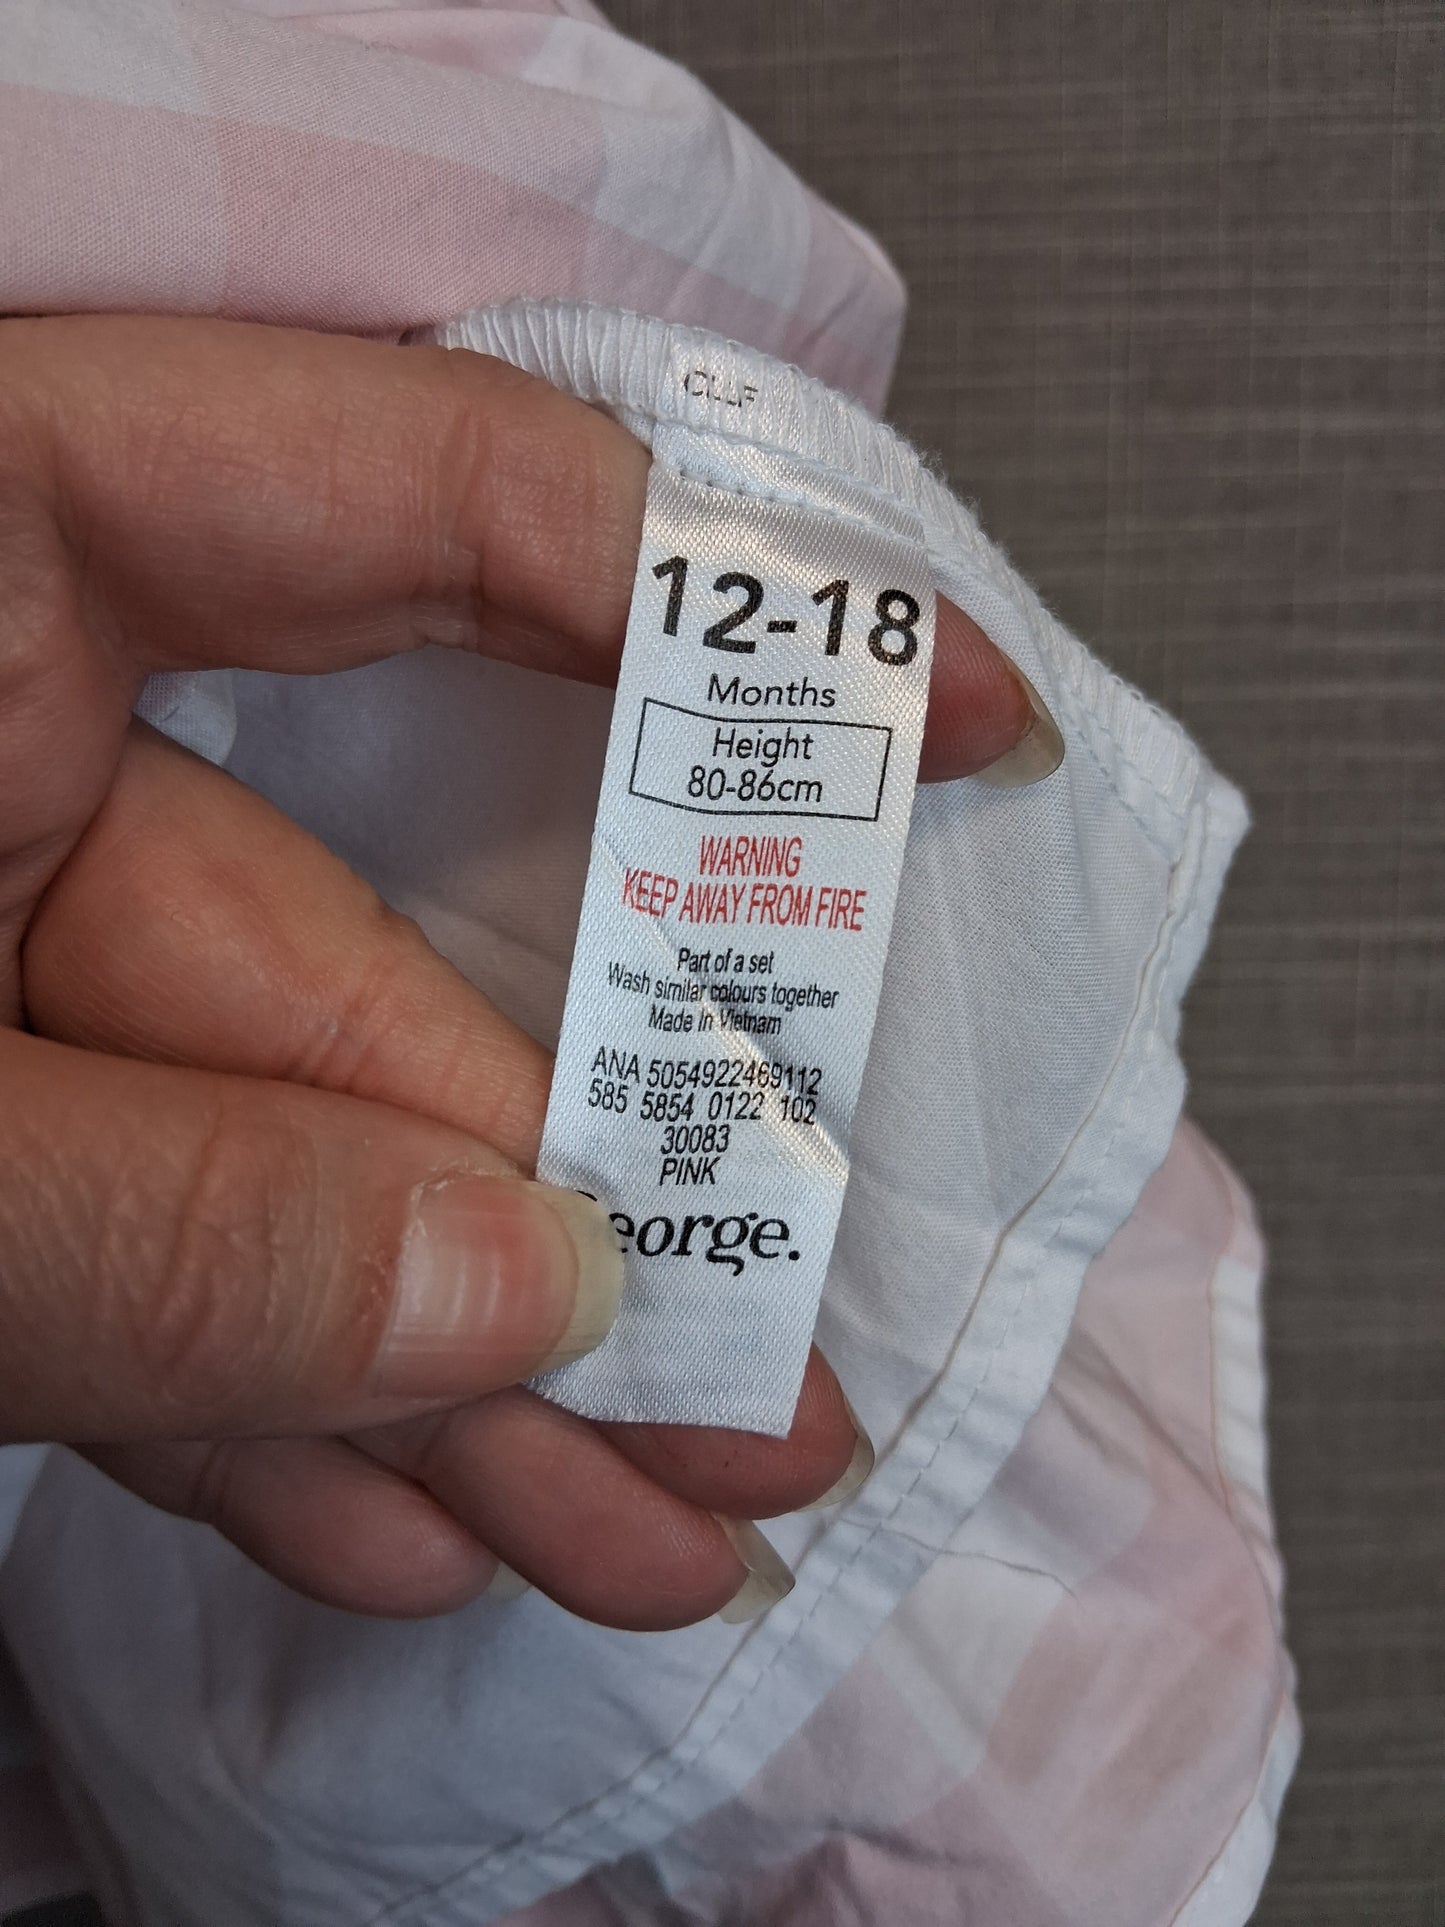 12-18
Months
Height
80-86cm
WARNING
KEEP AWAY FROM FIRE
Part of a set
Wash similar colours together
Made In Vietnam
ANA 5054922469112
585 5854 0122 102
30083
PINK
George.